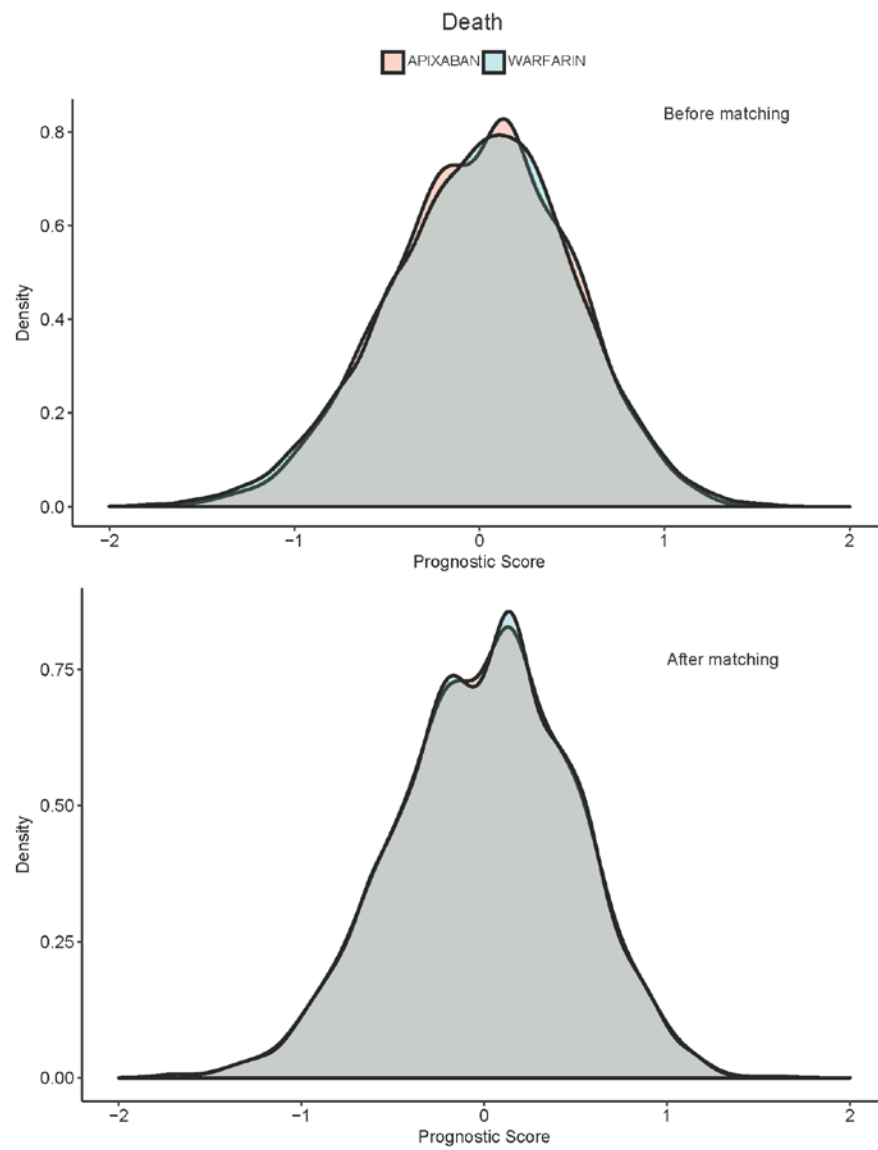 Death
APIXABAN WARFARIN
Before matching
0.8
0.6
0.4
0.2
0.0
Density
−2 −1 0 1 2
Prognostic Score
After matching
0.75
0.50
0.25
0.00
Density
−2 −1 0 1 2
Prognostic Score